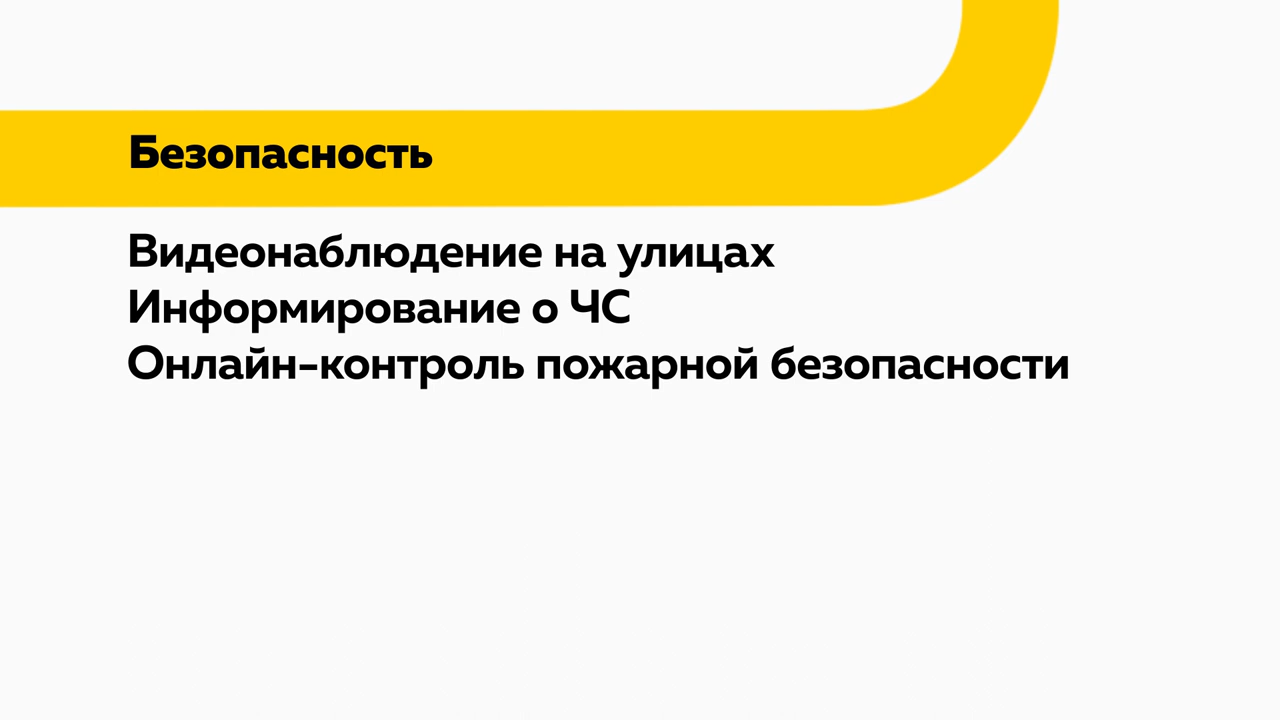 Безопасность
Видеонаблюдение на улицах
Информирование о ЧС
Онлайн-контроль пожарной безопасности